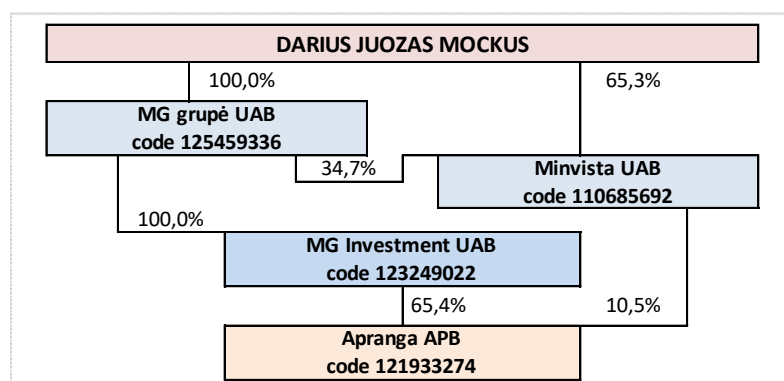 DARIUS JUOZAS MOCKUS
100,0%
65,3%
MG grupė UAB
code 125459336
34,7%
Minvista UAB
code 110685692
100,0%
MG Investment UAB
code 123249022
65,4%
10,5%
Apranga APB
code 121933274